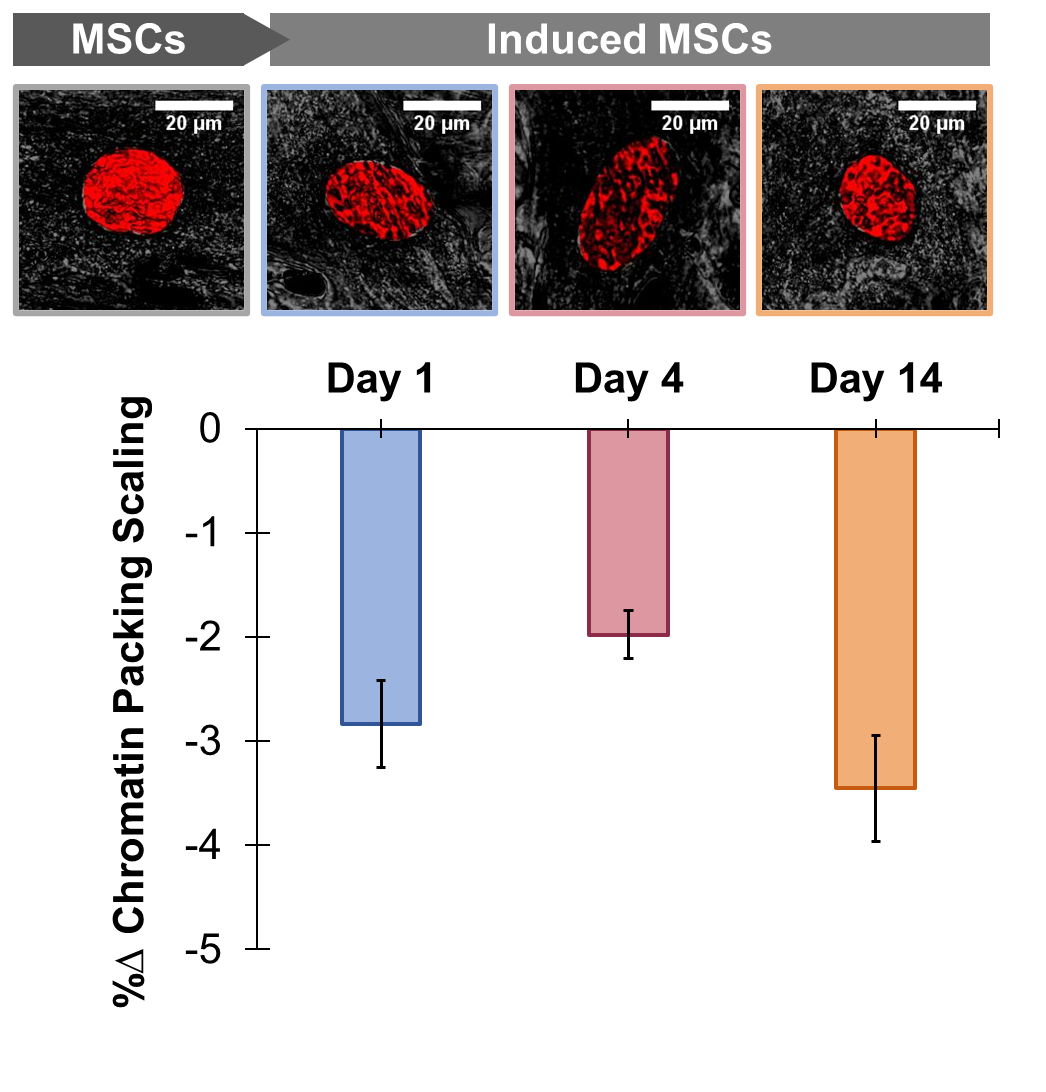 MSCs
Induced MSCs
20 µm
20 µm
20 µm
20 µm
Day 1
Day 4
Day 14
%Δ Chromatin Packing Scaling
0
-1
-2
-3
-4
-5